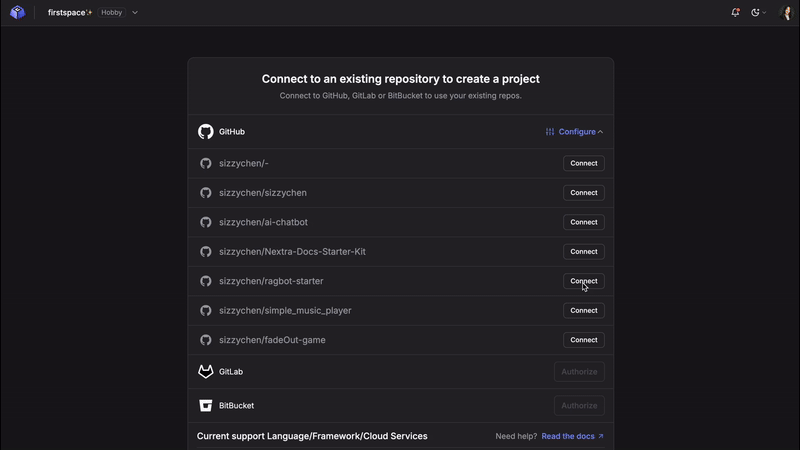 firstspace✨ Hobby
Connect to an existing repository to create a project
Connect to GitHub, GitLab or BitBucket to use your existing repos.
GitHub Configure
sizzychen/- Connect
sizzychen/sizzychen Connect
sizzychen/ai-chatbot Connect
sizzychen/Nextra-Docs-Starter-Kit Connect
sizzychen/ragbot-starter Connect
sizzychen/simple_music_player Connect
sizzychen/fadeOut-game Connect
GitLab Authorize
BitBucket Authorize
Current support Language/Framework/Cloud Services Need help? Read the docs ↗